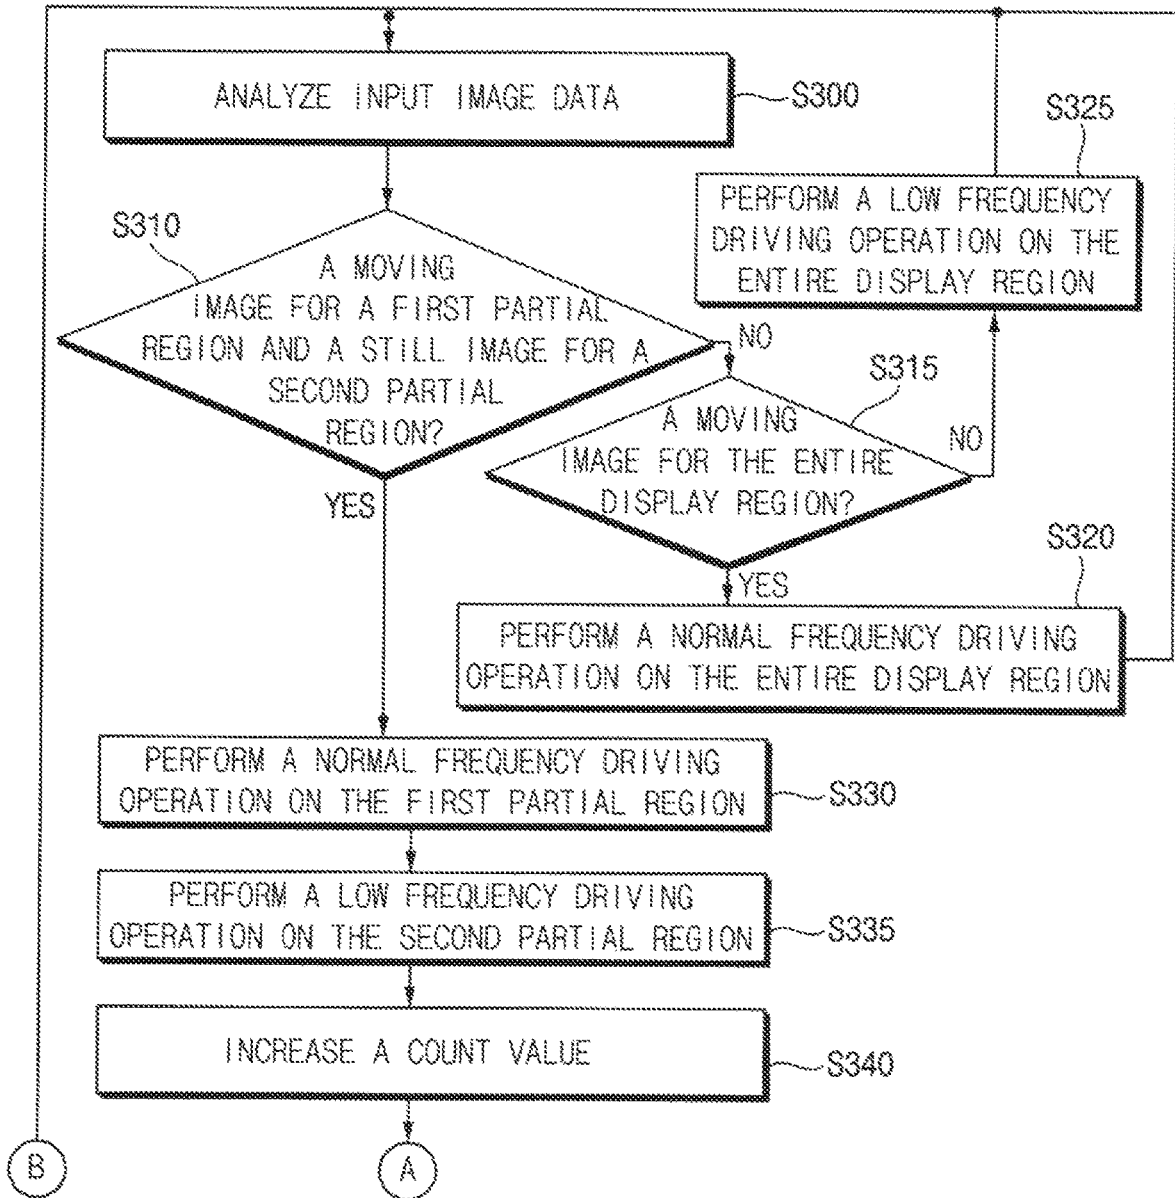 ANALYZE INPUT IMAGE DATA
S300
S325
PERFORM A LOW FREQUENCY
DRIVING OPERATION ON THE
ENTIRE DISPLAY REGION
S310
A MOVING
IMAGE FOR A FIRST PARTIAL
REGION AND A STILL IMAGE FOR A
SECOND PARTIAL
REGION?
NO
YES
S315
A MOVING
IMAGE FOR THE ENTIRE
DISPLAY REGION?
NO
YES
S320
PERFORM A NORMAL FREQUENCY DRIVING
OPERATION ON THE ENTIRE DISPLAY REGION
PERFORM A NORMAL FREQUENCY DRIVING
OPERATION ON THE FIRST PARTIAL REGION
S330
PERFORM A LOW FREQUENCY DRIVING
OPERATION ON THE SECOND PARTIAL REGION
S335
INCREASE A COUNT VALUE
S340
B
A